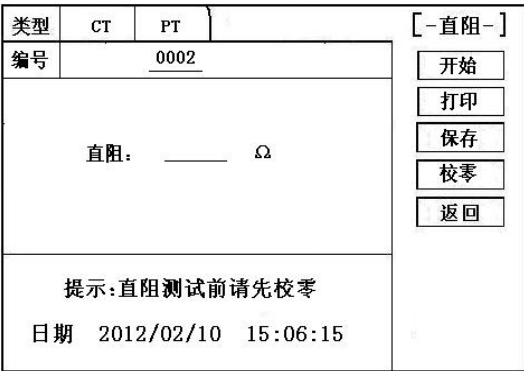 类型 CT PT
编号 0002
直阻： Ω
提示:直阻测试前请先校零
日期 2012/02/10 15:06:15
[-直阻-]
开始
打印
保存
校零
返回